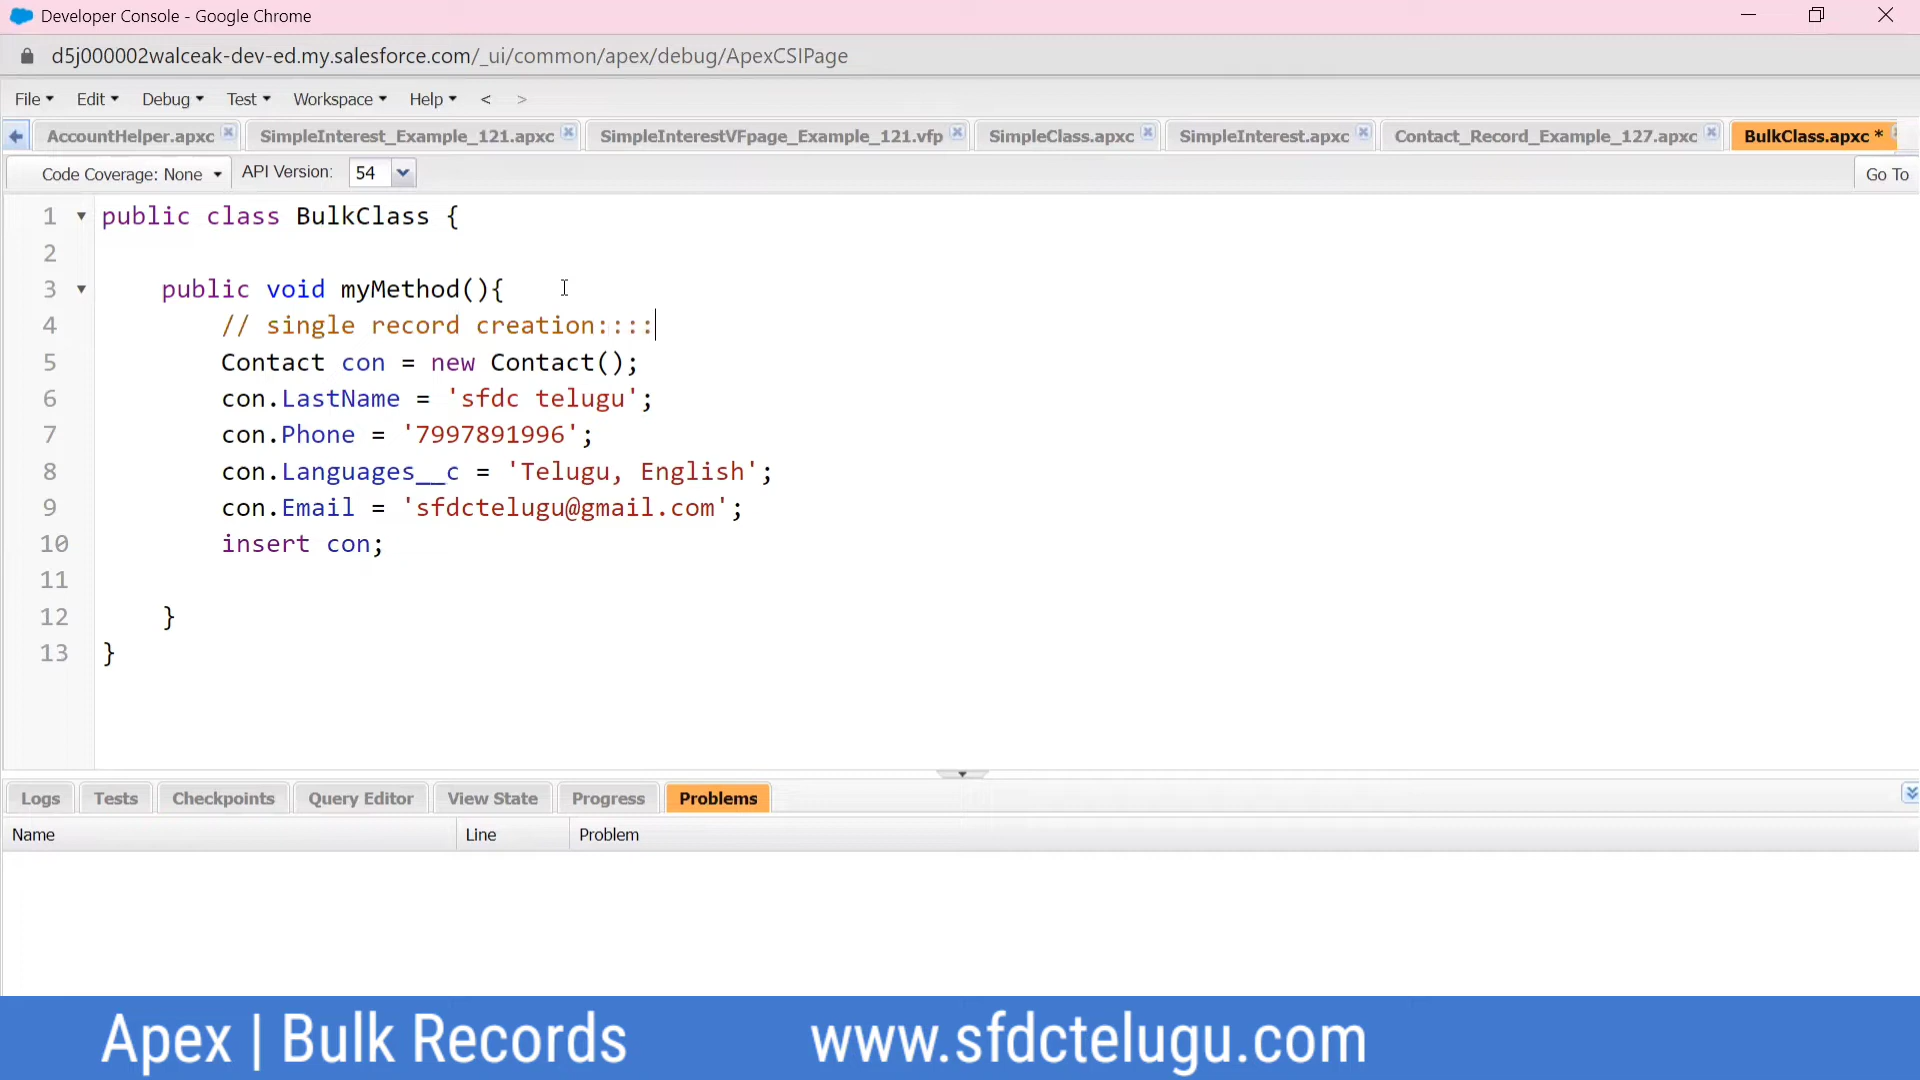 Developer Console - Google Chrome
d5j000002walceak-dev-ed.my.salesforce.com/_ui/common/apex/debug/ApexCSIPage
File Edit Debug Test Workspace Help < >
AccountHelper.apxc SimpleInterest_Example_121.apxc SimpleInterestVFpage_Example_121.vfp SimpleClass.apxc SimpleInterest.apxc Contact_Record_Example_127.apxc BulkClass.apxc *
Code Coverage: None API Version: 54 Go To
1 public class BulkClass {
2
3 public void myMethod(){
4 // single record creation::::
5 Contact con = new Contact();
6 con.LastName = 'sfdc telugu';
7 con.Phone = '7997891996';
8 con.Languages__c = 'Telugu, English';
9 con.Email = 'sfdctelugu@gmail.com';
10 insert con;
11
12 }
13 }
Logs Tests Checkpoints Query Editor View State Progress Problems
Name Line Problem
Apex | Bulk Records www.sfdctelugu.com